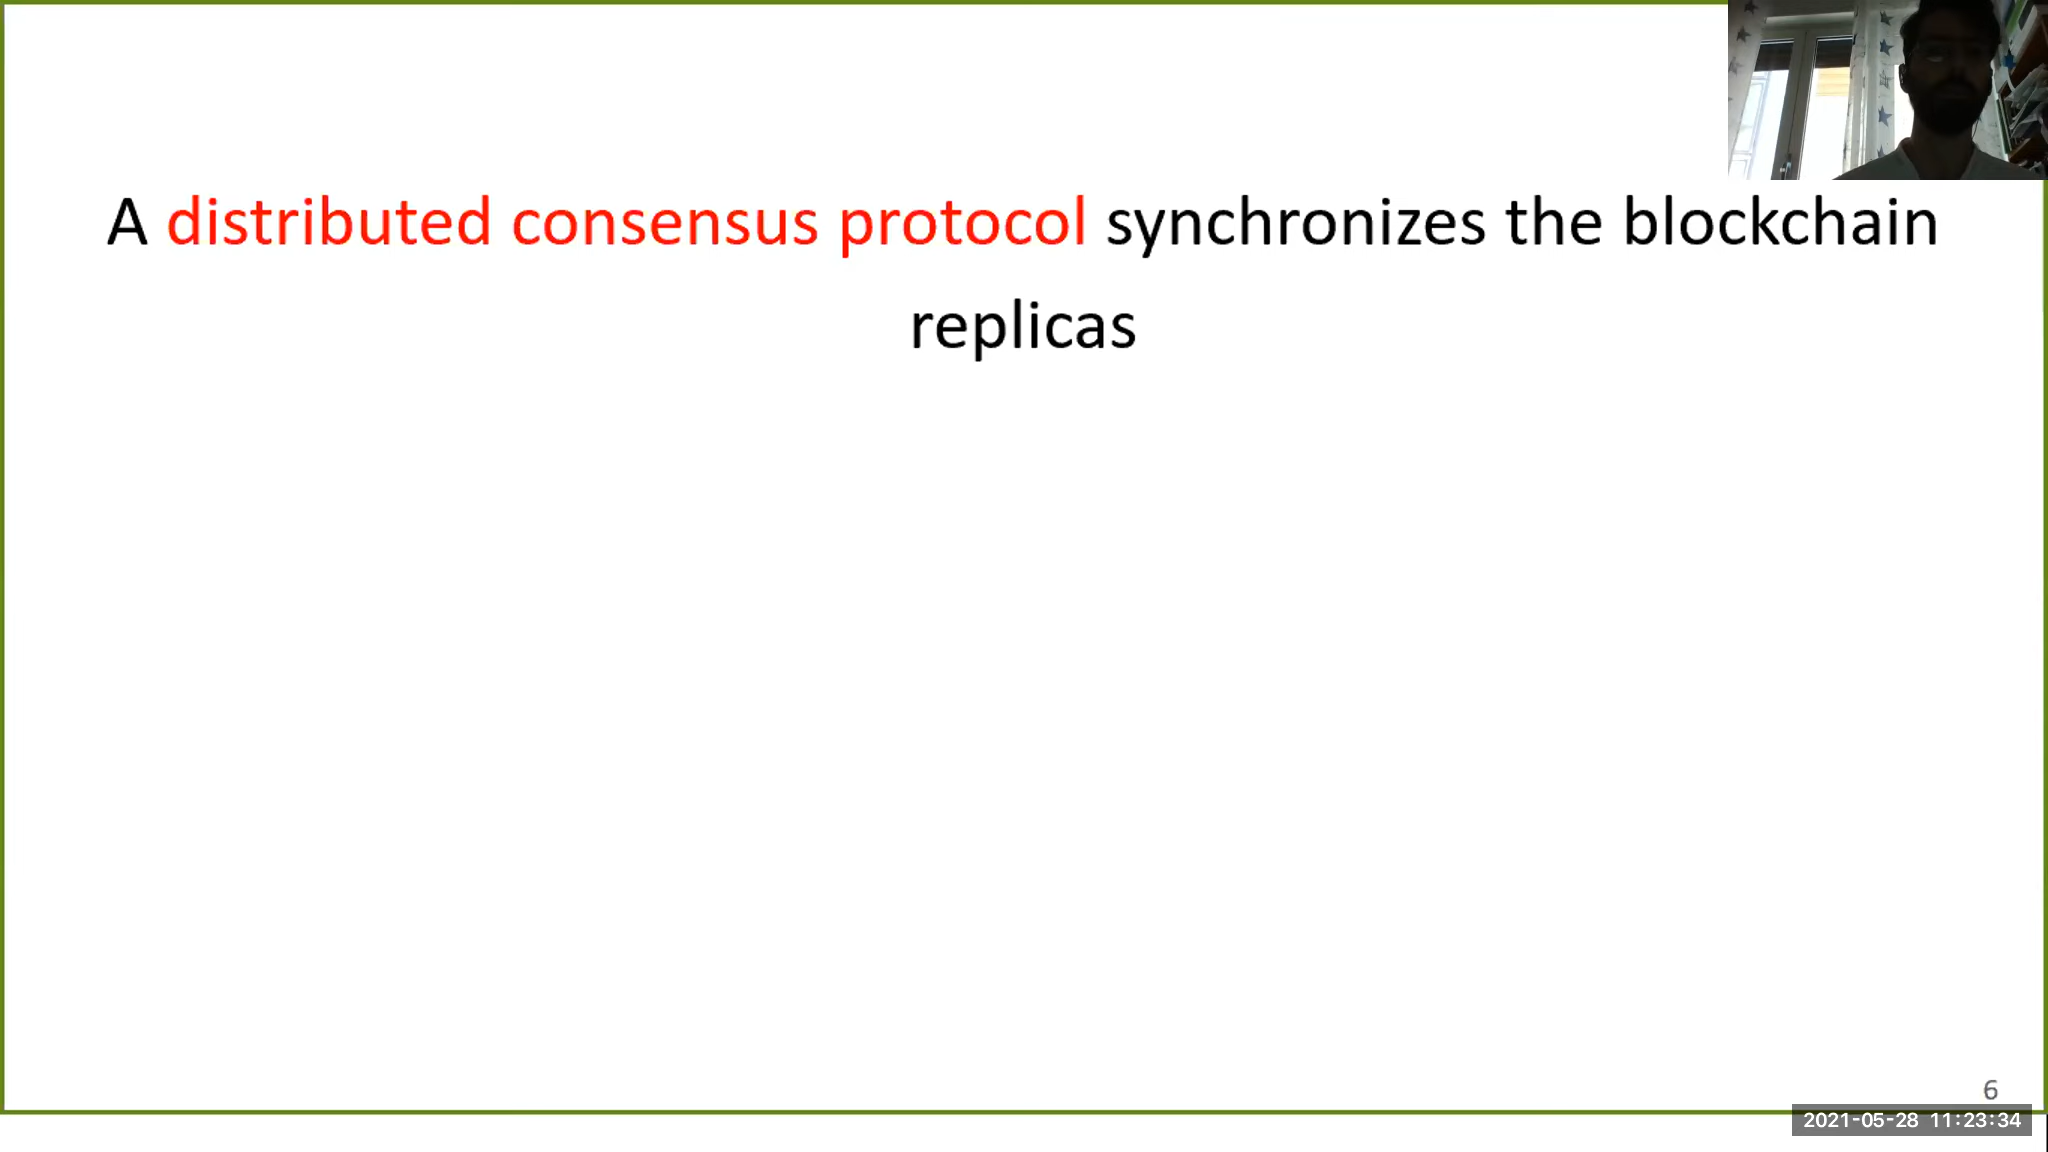 A distributed consensus protocol synchronizes the blockchain
replicas
6
2021-05-28 11:23:34